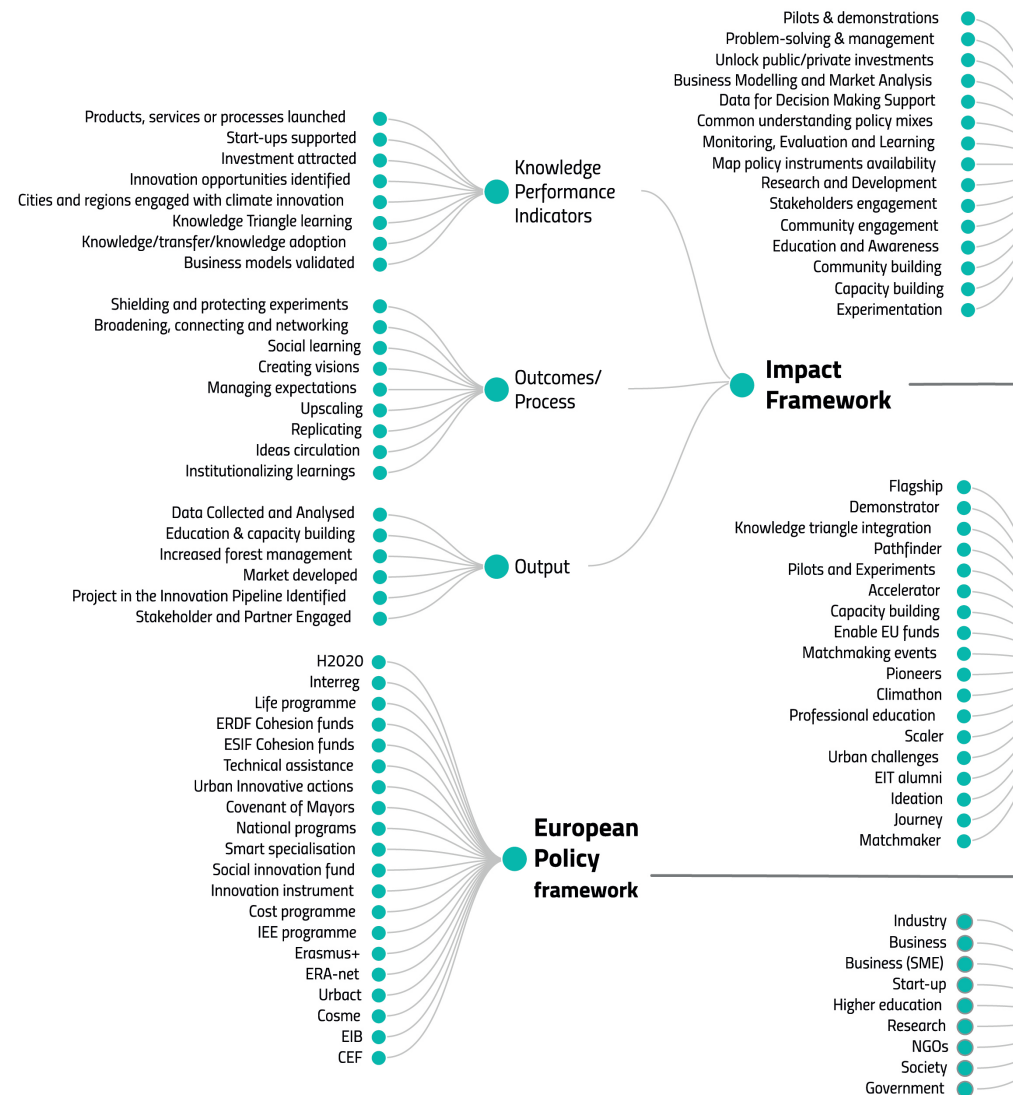 Products, services or processes launched
Start-ups supported
Investment attracted
Innovation opportunities identified
Cities and regions engaged with climate innovation
Knowledge Triangle learning
Knowledge/transfer/knowledge adoption
Business models validated
Knowledge
Performance
Indicators
Shielding and protecting experiments
Broadening, connecting and networking
Social learning
Creating visions
Managing expectations
Upscaling
Replicating
Ideas circulation
Institutionalizing learnings
Outcomes/
Process
Data Collected and Analysed
Education & capacity building
Increased forest management
Market developed
Project in the Innovation Pipeline Identified
Stakeholder and Partner Engaged
Output
Impact
Framework
H2020
Interreg
Life programme
ERDF Cohesion funds
ESIF Cohesion funds
Technical assistance
Urban Innovative actions
Covenant of Mayors
National programs
Smart specialisation
Social innovation fund
Innovation instrument
Cost programme
IEE programme
Erasmus+
ERA-net
Urbact
Cosme
EIB
CEF
European
Policy
framework
Pilots & demonstrations
Problem-solving & management
Unlock public/private investments
Business Modelling and Market Analysis
Data for Decision Making Support
Common understanding policy mixes
Monitoring, Evaluation and Learning
Map policy instruments availability
Research and Development
Stakeholders engagement
Community engagement
Education and Awareness
Community building
Capacity building
Experimentation
Flagship
Demonstrator
Knowledge triangle integration
Pathfinder
Pilots and Experiments
Accelerator
Capacity building
Enable EU funds
Matchmaking events
Pioneers
Climathon
Professional education
Scaler
Urban challenges
EIT alumni
Ideation
Journey
Matchmaker
Industry
Business
Business (SME)
Start-up
Higher education
Research
NGOs
Society
Government